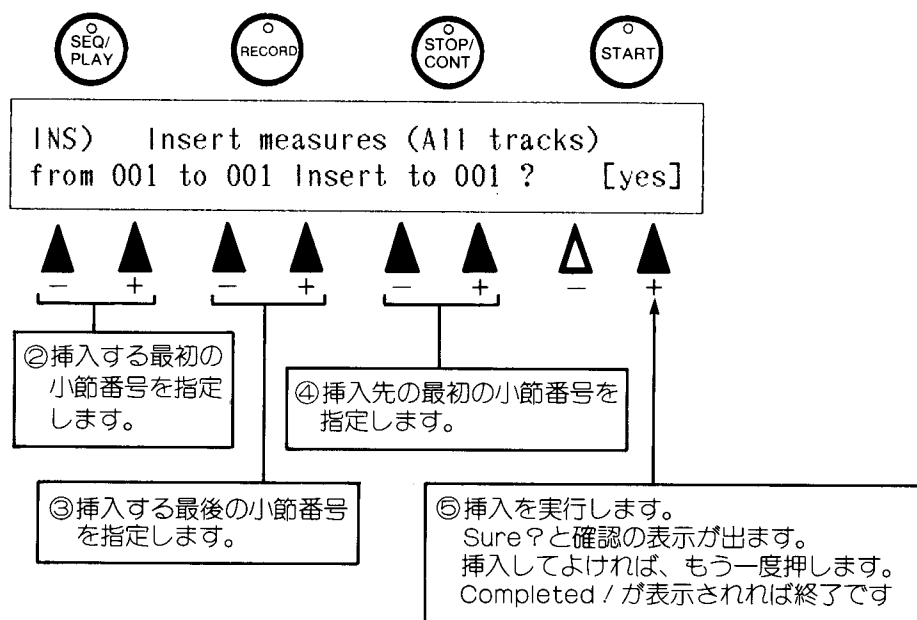 SEQ/
PLAY
RECORD
STOP/
CONT
START
INS) Insert measures (All tracks)
from 001 to 001 Insert to 001 ? [yes]
− + − + − + − +
②挿入する最初の
小節番号を指定
します。
④挿入先の最初の小節番号を
指定します。
③挿入する最後の小節番号
を指定します。
⑤挿入を実行します。
Sure?と確認の表示が出ます。
挿入してよければ、もう一度押します。
Completed!が表示されれば終了です